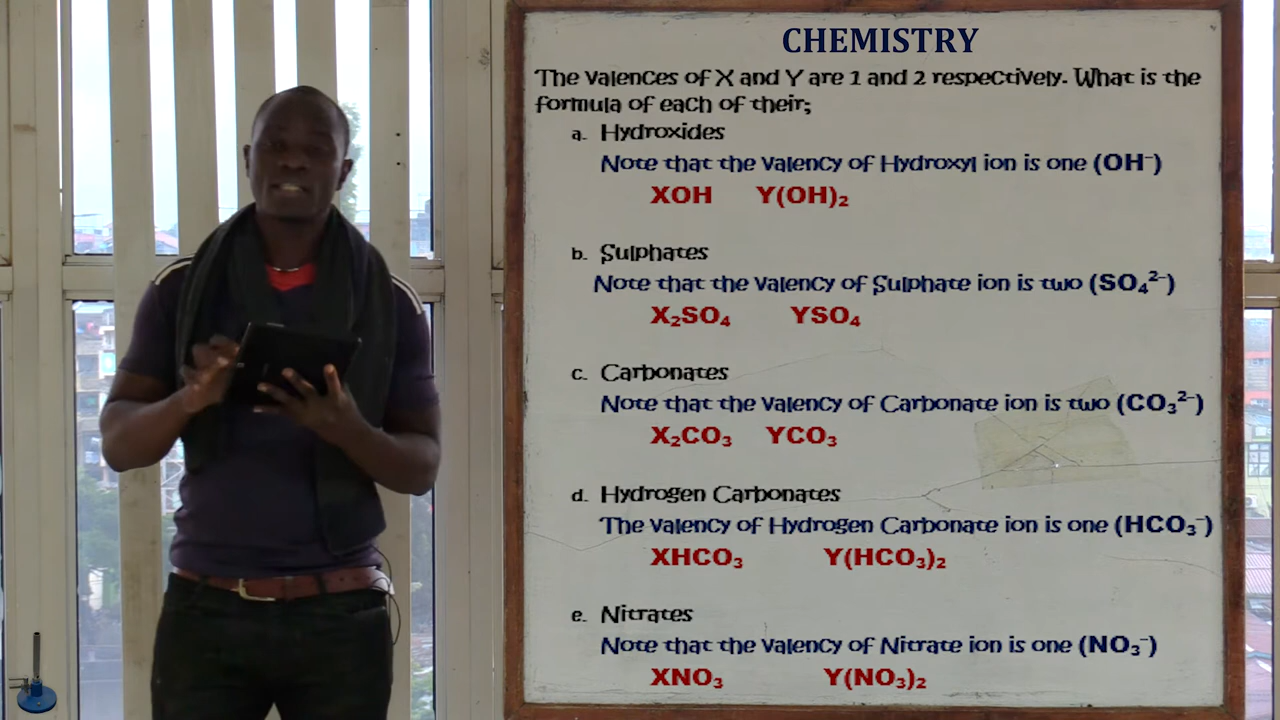 CHEMISTRY
The valences of X and Y are 1 and 2 respectively. What is the
formula of each of their;
a. Hydroxides
Note that the valency of Hydroxyl ion is one (OH⁻)
XOH Y(OH)₂
b. Sulphates
Note that the valency of Sulphate ion is two (SO₄²⁻)
X₂SO₄ YSO₄
c. Carbonates
Note that the valency of Carbonate ion is two (CO₃²⁻)
X₂CO₃ YCO₃
d. Hydrogen Carbonates
The valency of Hydrogen Carbonate ion is one (HCO₃⁻)
XHCO₃ Y(HCO₃)₂
e. Nitrates
Note that the valency of Nitrate ion is one (NO₃⁻)
XNO₃ Y(NO₃)₂